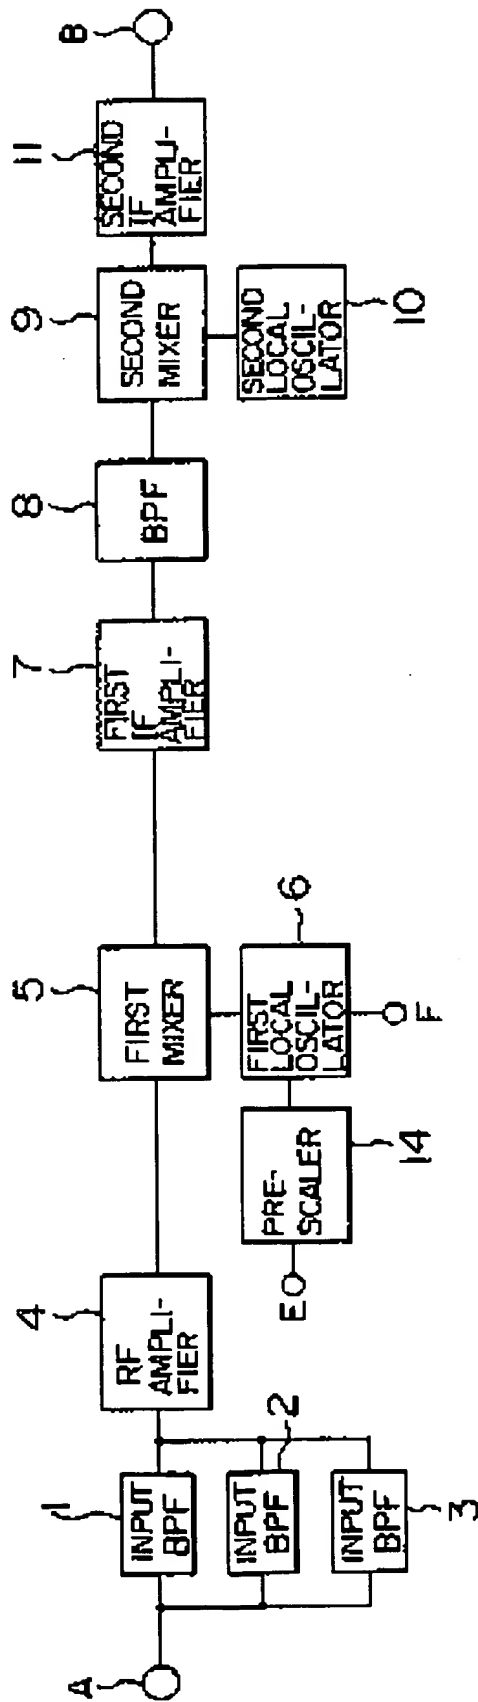 A
1
INPUT
BPF
2
INPUT
BPF
3
INPUT
BPF
4
RF
AMPLI-
FIER
5
FIRST
MIXER
6
FIRST
LOCAL
OSCIL-
LATOR
F
14
PRE-
SCALER
E
7
FIRST
IF
AMPLI-
FIER
8
BPF
9
SECOND
MIXER
10
SECOND
LOCAL
OSCIL-
LATOR
11
SECOND
IF
AMPLI-
FIER
B